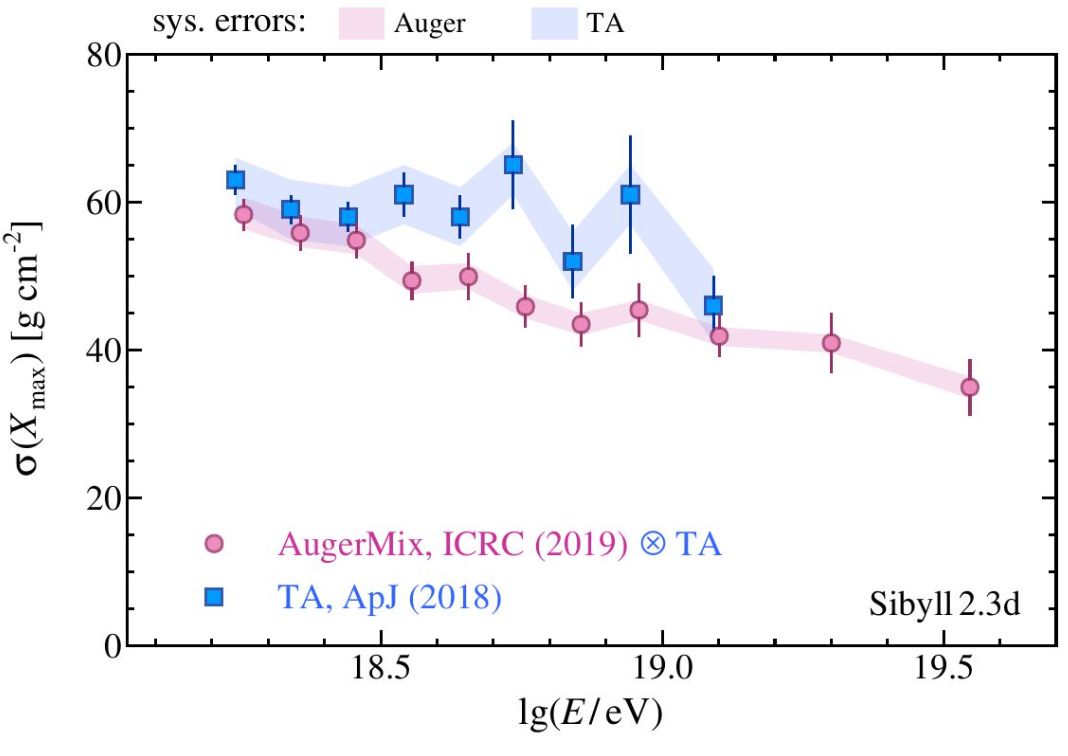 sys. errors: Auger TA
80
60
40
20
0
σ(Xmax) [g cm-2]
AugerMix, ICRC (2019) ⊗ TA
TA, ApJ (2018)
Sibyll 2.3d
18.5 19.0 19.5
lg(E/eV)